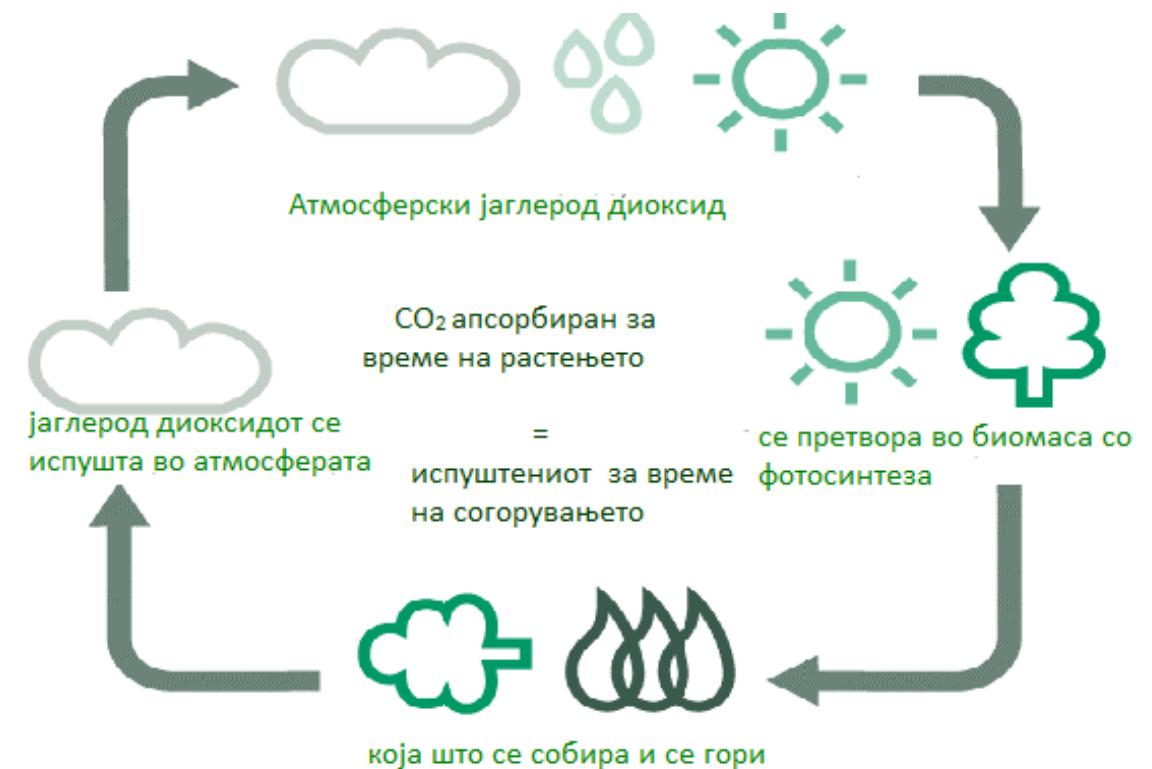 Атмосферски јаглерод диоксид
CO₂ апсорбиран за
време на растењето
=
испуштениот за време
на согорувањето
се претвора во биомаса со
фотосинтеза
која што се собира и се гори
јаглерод диоксидот се
испушта во атмосферата